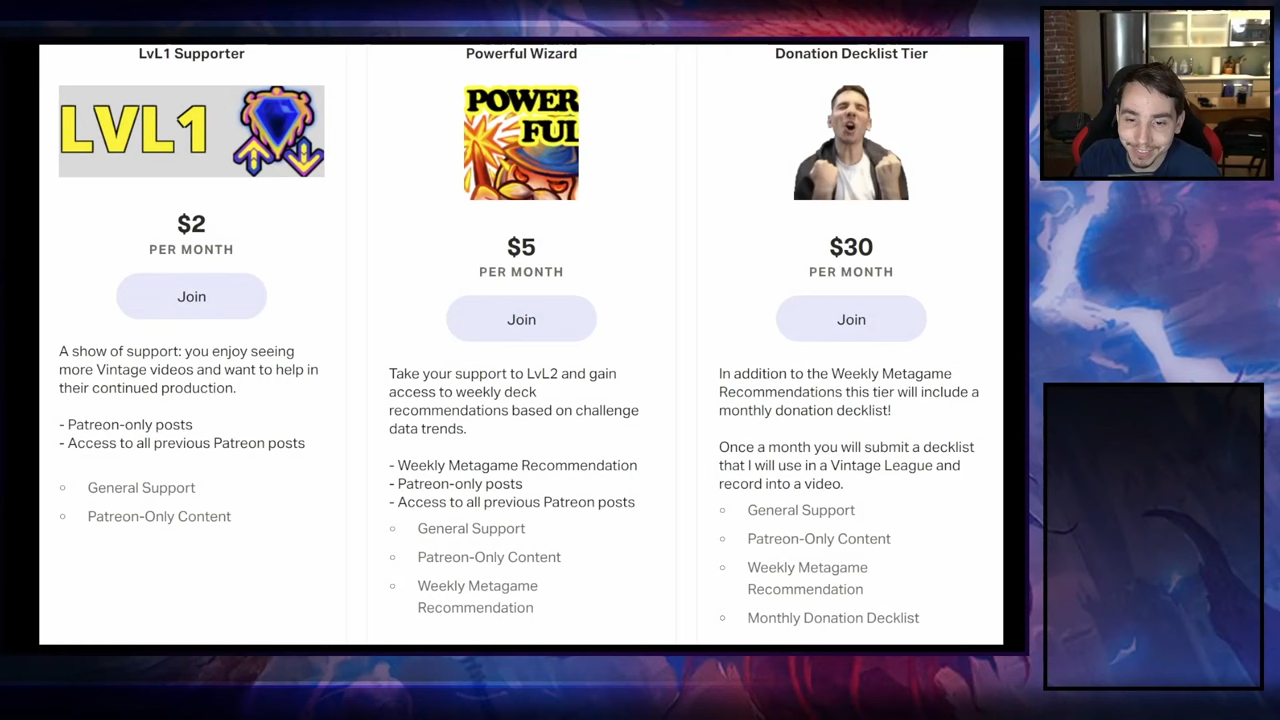 LvL1 Supporter
LVL1
$2
PER MONTH
Join
A show of support: you enjoy seeing
more Vintage videos and want to help in
their continued production.
- Patreon-only posts
- Access to all previous Patreon posts
General Support
Patreon-Only Content
Powerful Wizard
POWER
FUL
$5
PER MONTH
Join
Take your support to LvL2 and gain
access to weekly deck
recommendations based on challenge
data trends.
- Weekly Metagame Recommendation
- Patreon-only posts
- Access to all previous Patreon posts
General Support
Patreon-Only Content
Weekly Metagame
Recommendation
Donation Decklist Tier
$30
PER MONTH
Join
In addition to the Weekly Metagame
Recommendations this tier will include a
monthly donation decklist!
Once a month you will submit a decklist
that I will use in a Vintage League and
record into a video.
General Support
Patreon-Only Content
Weekly Metagame
Recommendation
Monthly Donation Decklist